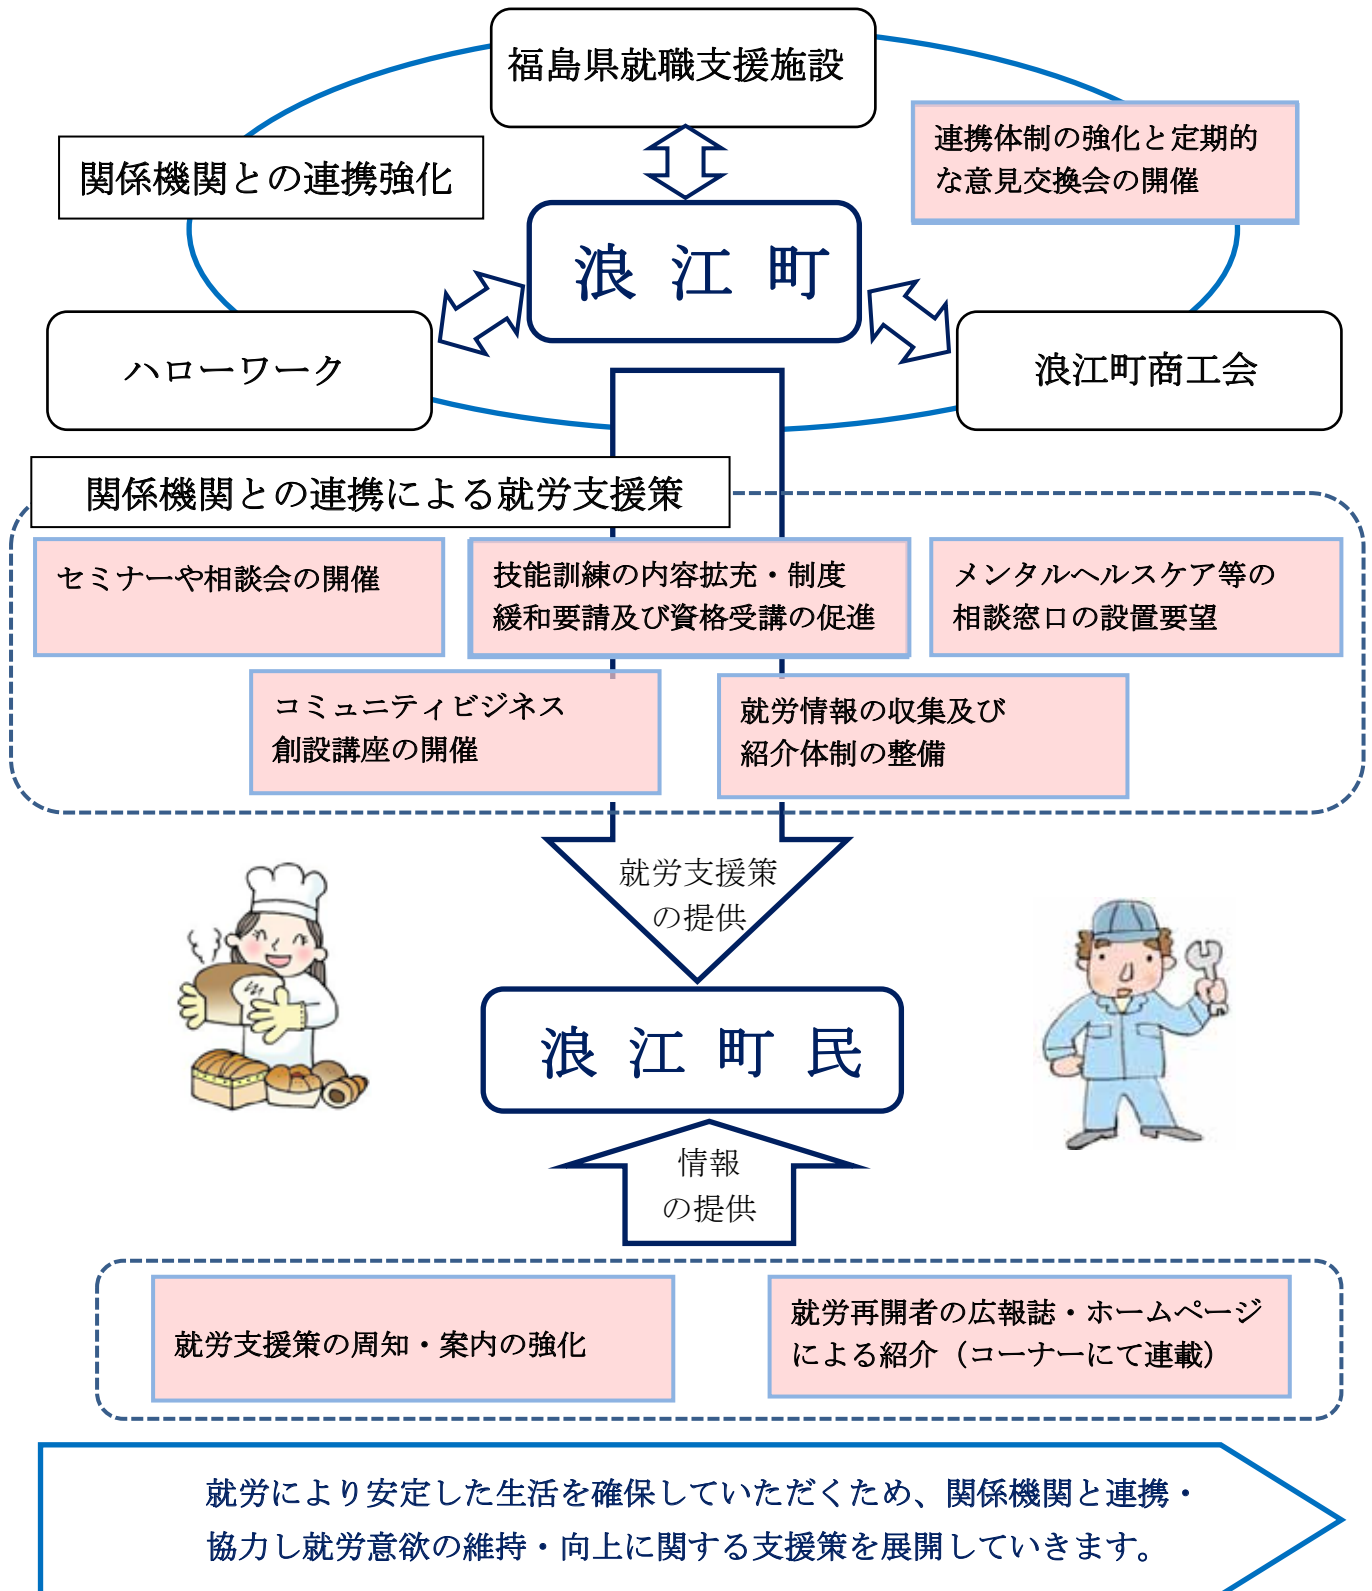 福島県就職支援施設
関係機関との連携強化
連携体制の強化と定期的
な意見交換会の開催
浪江町
ハローワーク
浪江町商工会
関係機関との連携による就労支援策
セミナーや相談会の開催
技能訓練の内容拡充・制度
緩和要請及び資格受講の促進
メンタルヘルスケア等の
相談窓口の設置要望
コミュニティビジネス
創設講座の開催
就労情報の収集及び
紹介体制の整備
就労支援策
の提供
浪江町民
情報
の提供
就労支援策の周知・案内の強化
就労再開者の広報誌・ホームページ
による紹介（コーナーにて連載）
就労により安定した生活を確保していただくため、関係機関と連携・
協力し就労意欲の維持・向上に関する支援策を展開していきます。